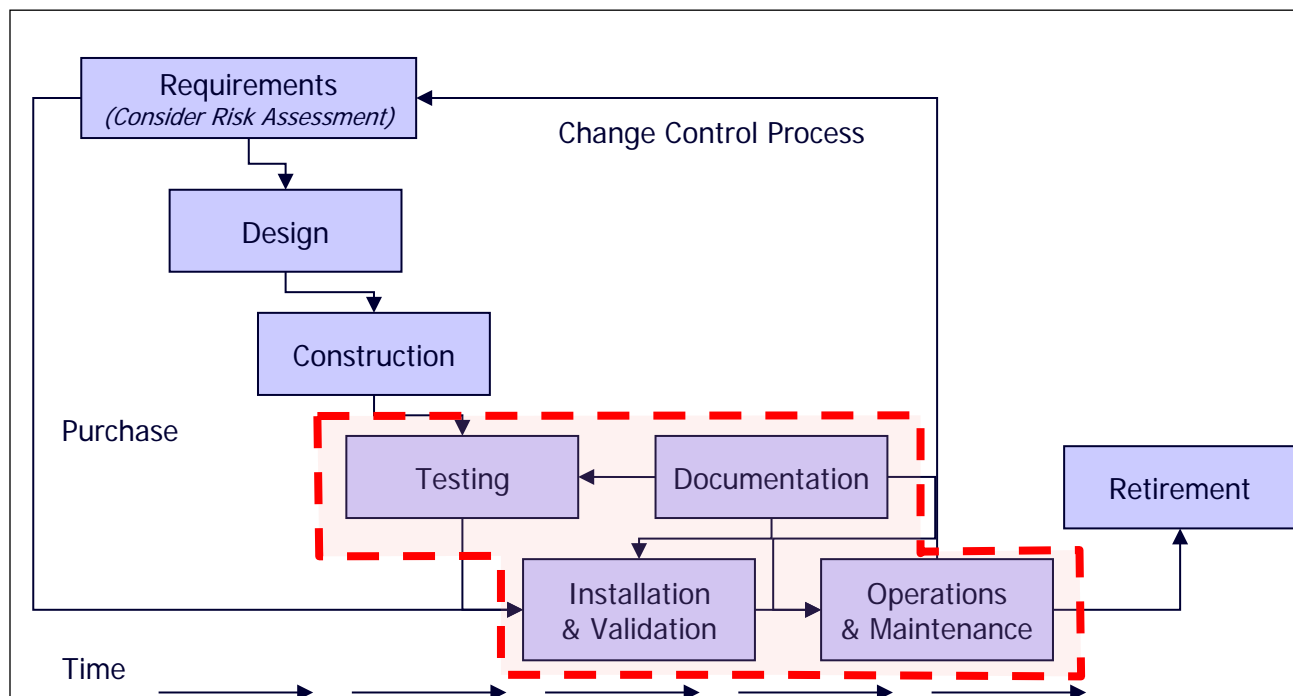 Requirements
(Consider Risk Assessment)
Change Control Process
Design
Construction
Purchase
Testing
Documentation
Retirement
Installation
& Validation
Operations
& Maintenance
Time